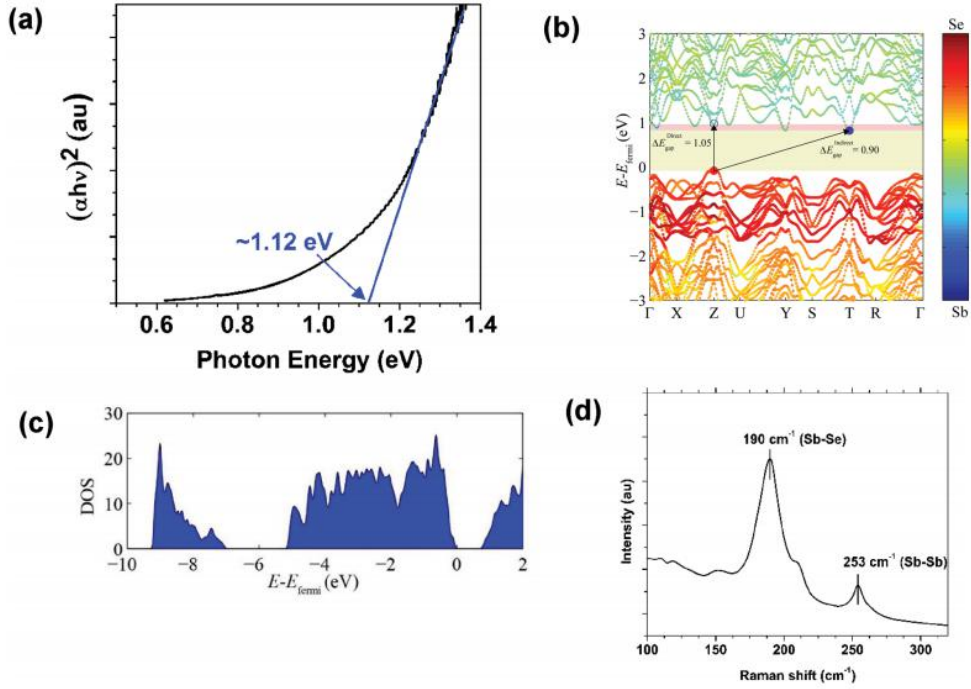 (a)
(αhν)² (au)
~1.12 eV
0.6 0.8 1.0 1.2 1.4
Photon Energy (eV)
(b)
Se
3
2
1
0
−1
−2
−3
E-E_fermi (eV)
ΔE_gap^Direct = 1.05
ΔE_gap^Indirect = 0.90
Γ X Z U Y S T R Γ
Sb
(c)
30
20
10
0
DOS
−10 −8 −6 −4 −2 0 2
E-E_fermi (eV)
(d)
190 cm⁻¹ (Sb-Se)
253 cm⁻¹ (Sb-Sb)
Intensity (au)
100 150 200 250 300
Raman shift (cm⁻¹)